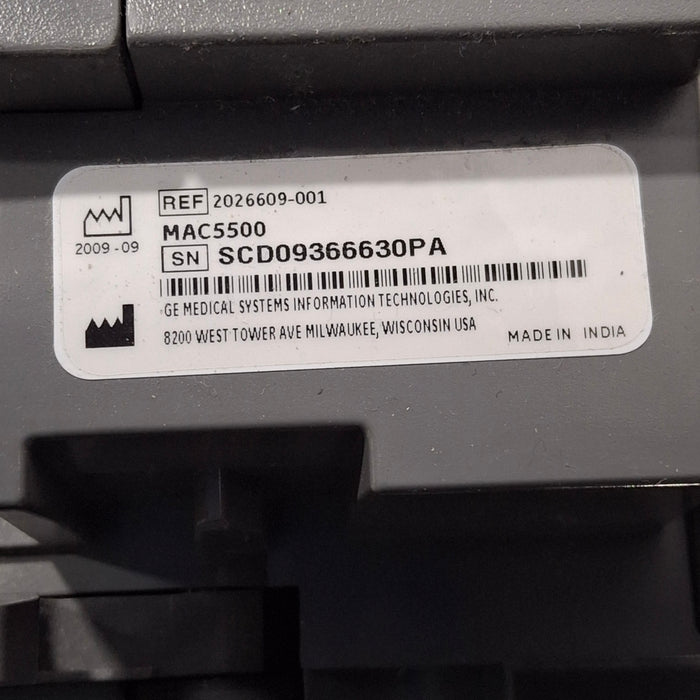 REF 2026609-001
MAC5500
2009-09
SN SCD09366630PA
GE MEDICAL SYSTEMS INFORMATION TECHNOLOGIES, INC.
8200 WEST TOWER AVE MILWAUKEE, WISCONSIN USA
MADE IN INDIA